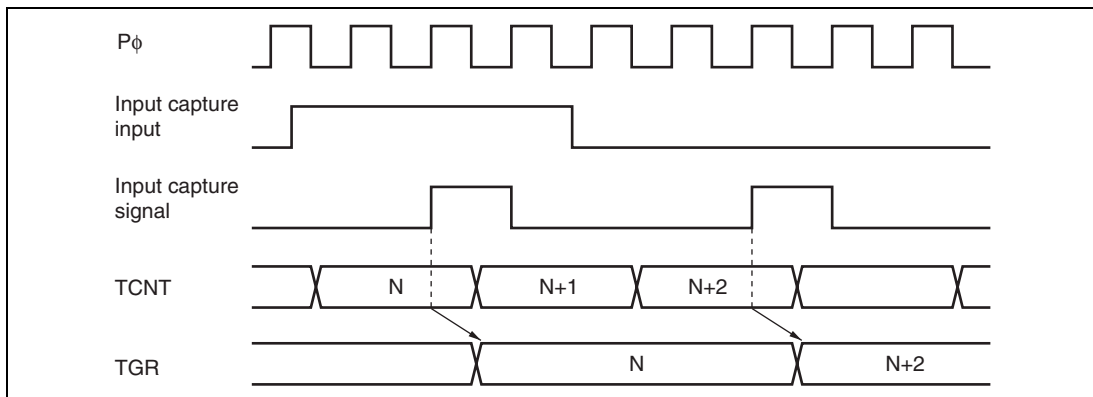 Pϕ
Input capture
input
Input capture
signal
TCNT
N
N+1
N+2
TGR
N
N+2